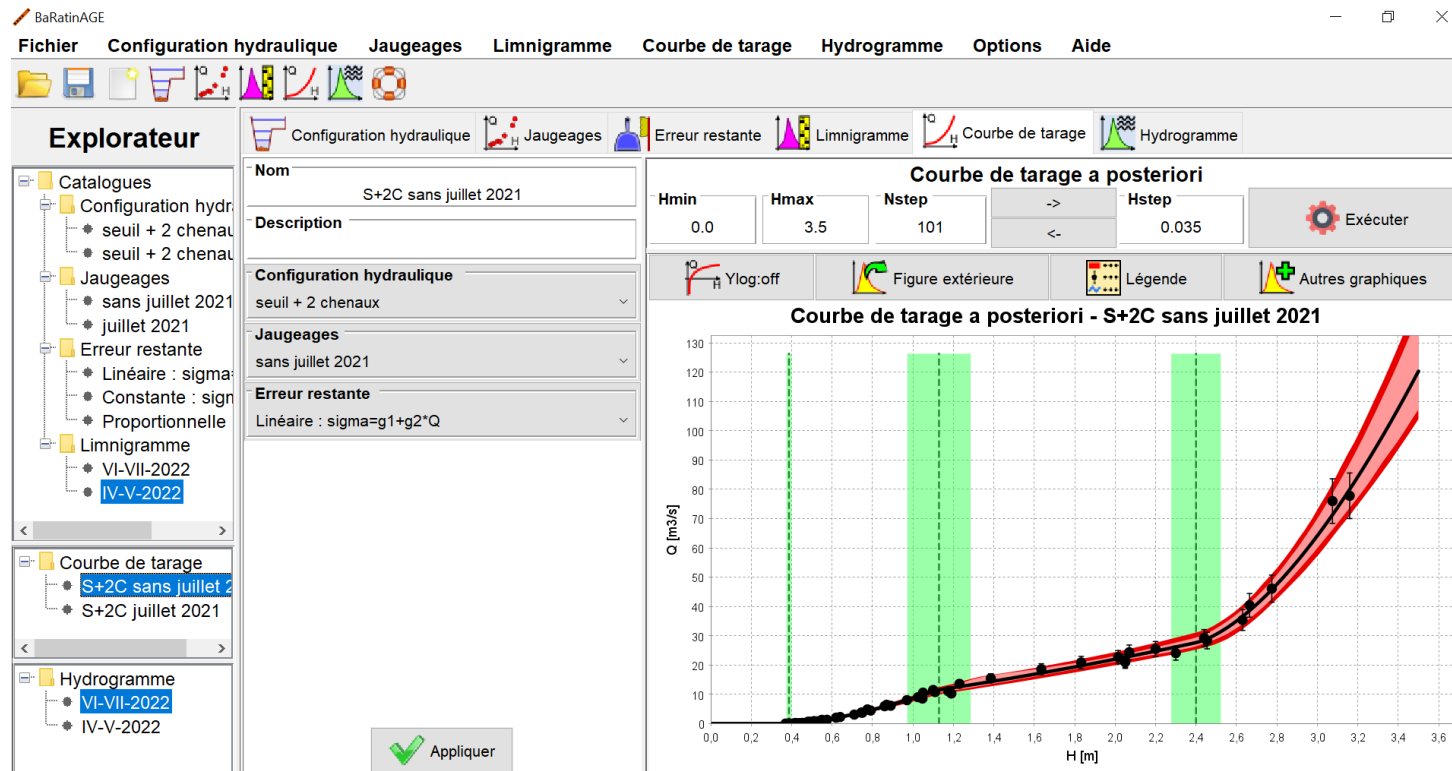 BaRatinAGE
Fichier Configuration hydraulique Jaugeages Limnigramme Courbe de tarage Hydrogramme Options Aide
Explorateur
Catalogues
Configuration hydr
seuil + 2 chenau
seuil + 2 chenau
Jaugeages
sans juillet 2021
juillet 2021
Erreur restante
Linéaire : sigma=
Constante : sign
Proportionnelle
Limnigramme
VI-VII-2022
IV-V-2022
Courbe de tarage
S+2C sans juillet 2
S+2C juillet 2021
Hydrogramme
VI-VII-2022
IV-V-2022
Configuration hydraulique Jaugeages Erreur restante Limnigramme Courbe de tarage Hydrogramme
Nom
S+2C sans juillet 2021
Description
Configuration hydraulique
seuil + 2 chenaux
Jaugeages
sans juillet 2021
Erreur restante
Linéaire : sigma=g1+g2*Q
Appliquer
Courbe de tarage a posteriori
Hmin Hmax Nstep -> Hstep
0.0 3.5 101 <- 0.035
Exécuter
Ylog:off Figure extérieure Légende Autres graphiques
Courbe de tarage a posteriori - S+2C sans juillet 2021
130
120
110
100
90
80
70
60
50
40
30
20
10
0
Q [m3/s]
0,0 0,2 0,4 0,6 0,8 1,0 1,2 1,4 1,6 1,8 2,0 2,2 2,4 2,6 2,8 3,0 3,2 3,4 3,6
H [m]